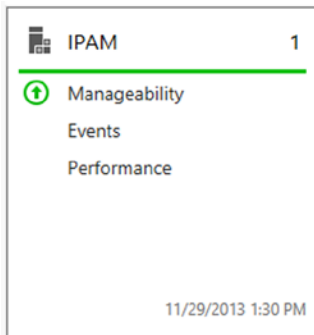 IPAM 1
Manageability
Events
Performance
11/29/2013 1:30 PM